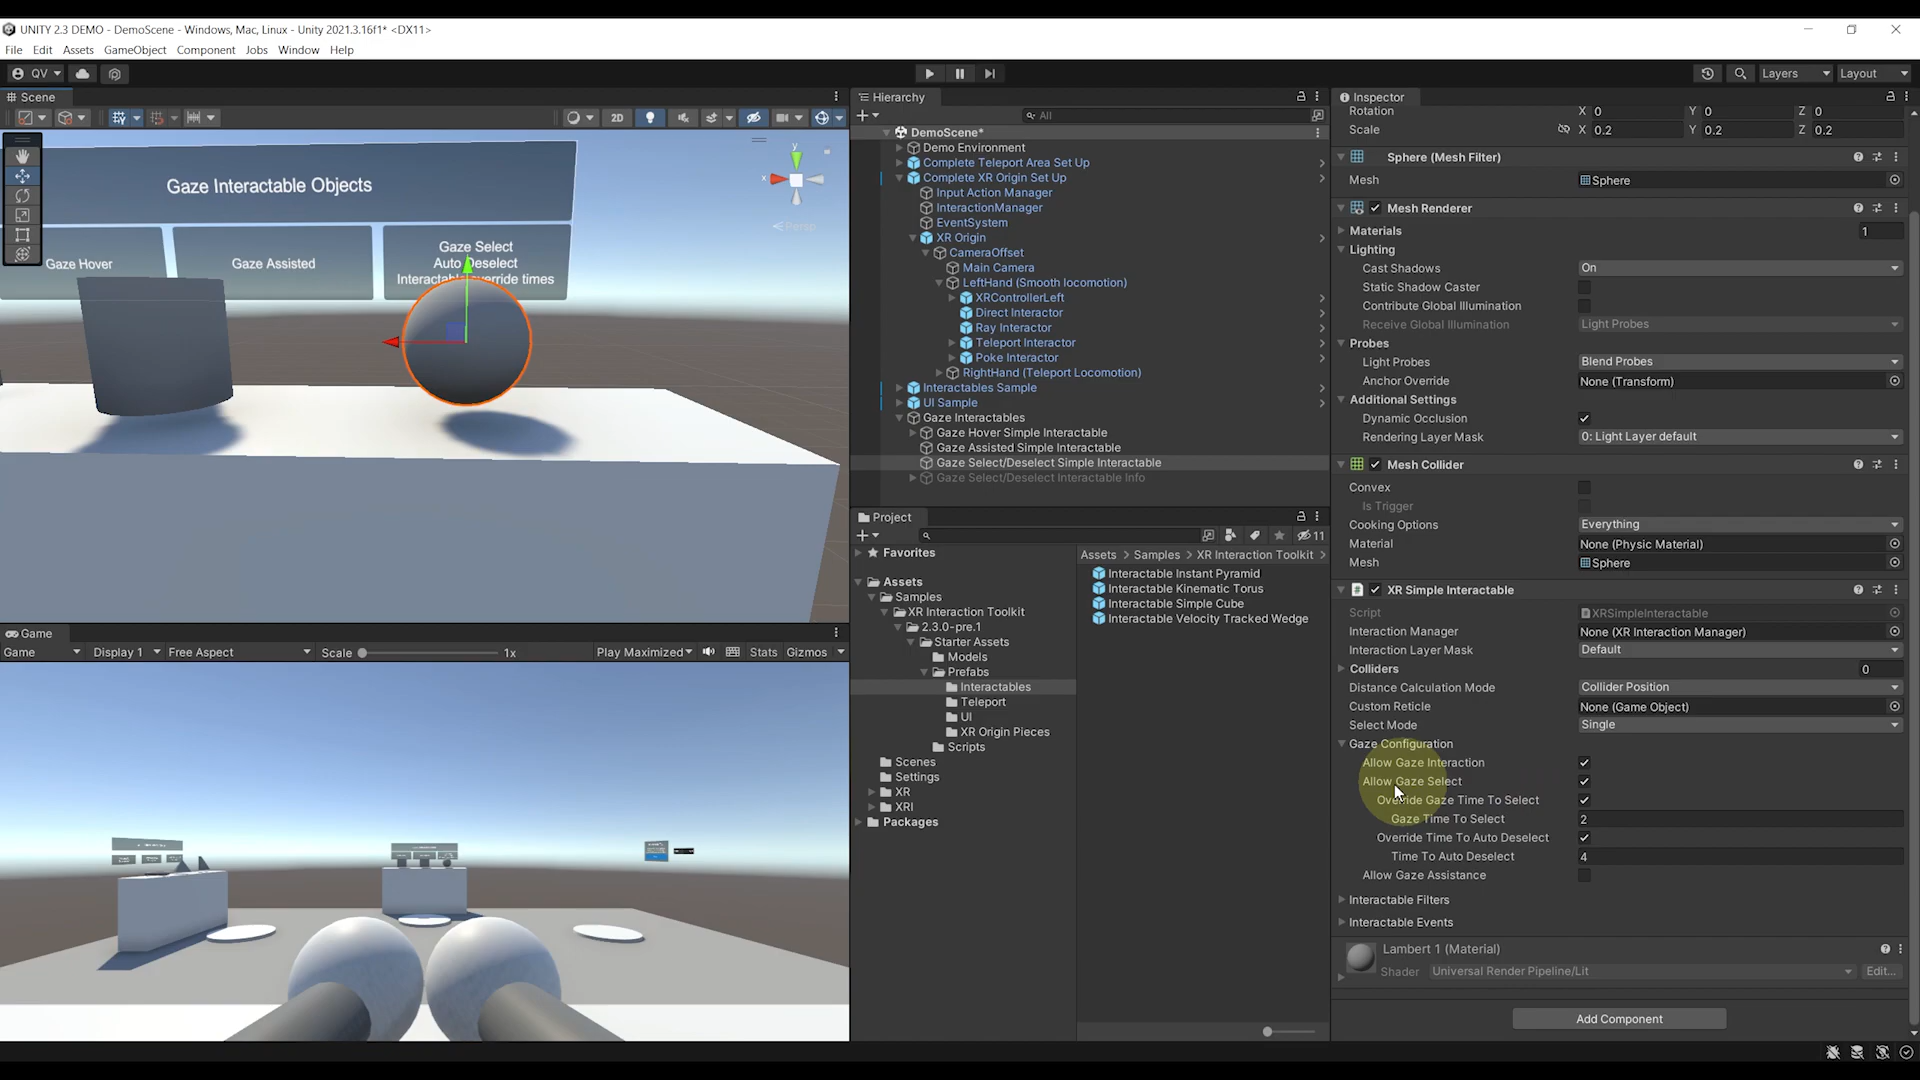 UNITY 2.3 DEMO - DemoScene - Windows, Mac, Linux - Unity 2021.3.16f1* <DX11>
File Edit Assets GameObject Component Jobs Window Help
QV
Layers
Layout
Scene
2D
Gaze Interactable Objects
Gaze Hover
Gaze Assisted
Gaze Select
Auto Deselect
Interactable override times
y
x
Persp
Game
Game Display 1 Free Aspect Scale 1x Play Maximized Stats Gizmos
Hierarchy
All
DemoScene*
Demo Environment
Complete Teleport Area Set Up
Complete XR Origin Set Up
Input Action Manager
InteractionManager
EventSystem
XR Origin
CameraOffset
Main Camera
LeftHand (Smooth locomotion)
XRControllerLeft
Direct Interactor
Ray Interactor
Teleport Interactor
Poke Interactor
RightHand (Teleport Locomotion)
Interactables Sample
UI Sample
Gaze Interactables
Gaze Hover Simple Interactable
Gaze Assisted Simple Interactable
Gaze Select/Deselect Simple Interactable
Gaze Select/Deselect Interactable Info
Project
11
Favorites
Assets
Samples
XR Interaction Toolkit
2.3.0-pre.1
Starter Assets
Models
Prefabs
Interactables
Teleport
UI
XR Origin Pieces
Scripts
Scenes
Settings
XR
XRI
Packages
Assets > Samples > XR Interaction Toolkit >
Interactable Instant Pyramid
Interactable Kinematic Torus
Interactable Simple Cube
Interactable Velocity Tracked Wedge
Inspector
Rotation X 0 Y 0 Z 0
Scale X 0.2 Y 0.2 Z 0.2
Sphere (Mesh Filter)
Mesh Sphere
Mesh Renderer
Materials 1
Lighting
Cast Shadows On
Static Shadow Caster
Contribute Global Illumination
Receive Global Illumination Light Probes
Probes
Light Probes Blend Probes
Anchor Override None (Transform)
Additional Settings
Dynamic Occlusion
Rendering Layer Mask 0: Light Layer default
Mesh Collider
Convex
Is Trigger
Cooking Options Everything
Material None (Physic Material)
Mesh Sphere
XR Simple Interactable
Script XRSimpleInteractable
Interaction Manager None (XR Interaction Manager)
Interaction Layer Mask Default
Colliders 0
Distance Calculation Mode Collider Position
Custom Reticle None (Game Object)
Select Mode Single
Gaze Configuration
Allow Gaze Interaction
Allow Gaze Select
Override Gaze Time To Select
Gaze Time To Select 2
Override Time To Auto Deselect
Time To Auto Deselect 4
Allow Gaze Assistance
Interactable Filters
Interactable Events
Lambert 1 (Material)
Shader Universal Render Pipeline/Lit Edit...
Add Component